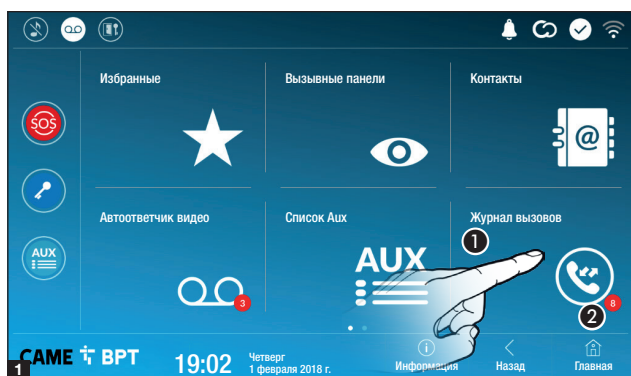 SOS
AUX
Избранные
Вызывные панели
Контакты
@
Автоответчик видео
3
Список Aux
AUX
Журнал вызовов
1
2
8
1
CAME BPT
19:02
Четверг
1 февраля 2018 г.
Информация
Назад
Главная